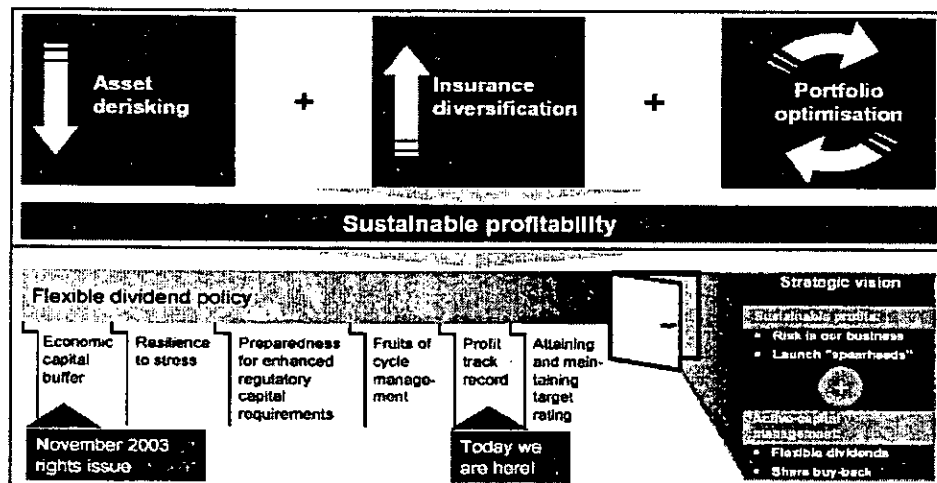 Asset
derisking
+
Insurance
diversification
+
Portfolio
optimisation
Sustainable profitability
Flexible dividend policy
Economic
capital
buffer
Resilience
to stress
Preparedness
for enhanced
regulatory
capital
requirements
Fruits of
cycle
manage-
ment
Profit
track
record
Attaining
and main-
taining
target
rating
November 2003
rights issue
Today we
are here!
Strategic vision
Sustainable profits:
• Risk is our business
• Launch "spearheads"
+
Active capital
management:
• Flexible dividends
• Share buy-back